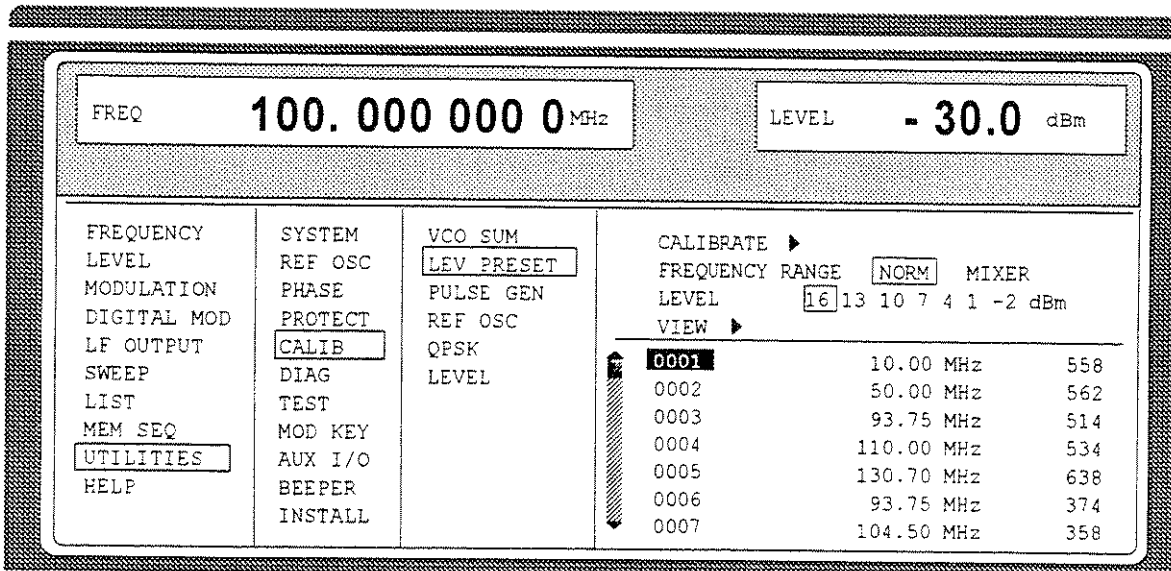 FREQ 100. 000 000 0 MHz LEVEL - 30.0 dBm
FREQUENCY
LEVEL
MODULATION
DIGITAL MOD
LF OUTPUT
SWEEP
LIST
MEM SEQ
UTILITIES
HELP
SYSTEM
REF OSC
PHASE
PROTECT
CALIB
DIAG
TEST
MOD KEY
AUX I/O
BEEPER
INSTALL
VCO SUM
LEV PRESET
PULSE GEN
REF OSC
QPSK
LEVEL
CALIBRATE
FREQUENCY RANGE NORM MIXER
LEVEL 16 13 10 7 4 1 -2 dBm
VIEW
0001 10.00 MHz 558
0002 50.00 MHz 562
0003 93.75 MHz 514
0004 110.00 MHz 534
0005 130.70 MHz 638
0006 93.75 MHz 374
0007 104.50 MHz 358